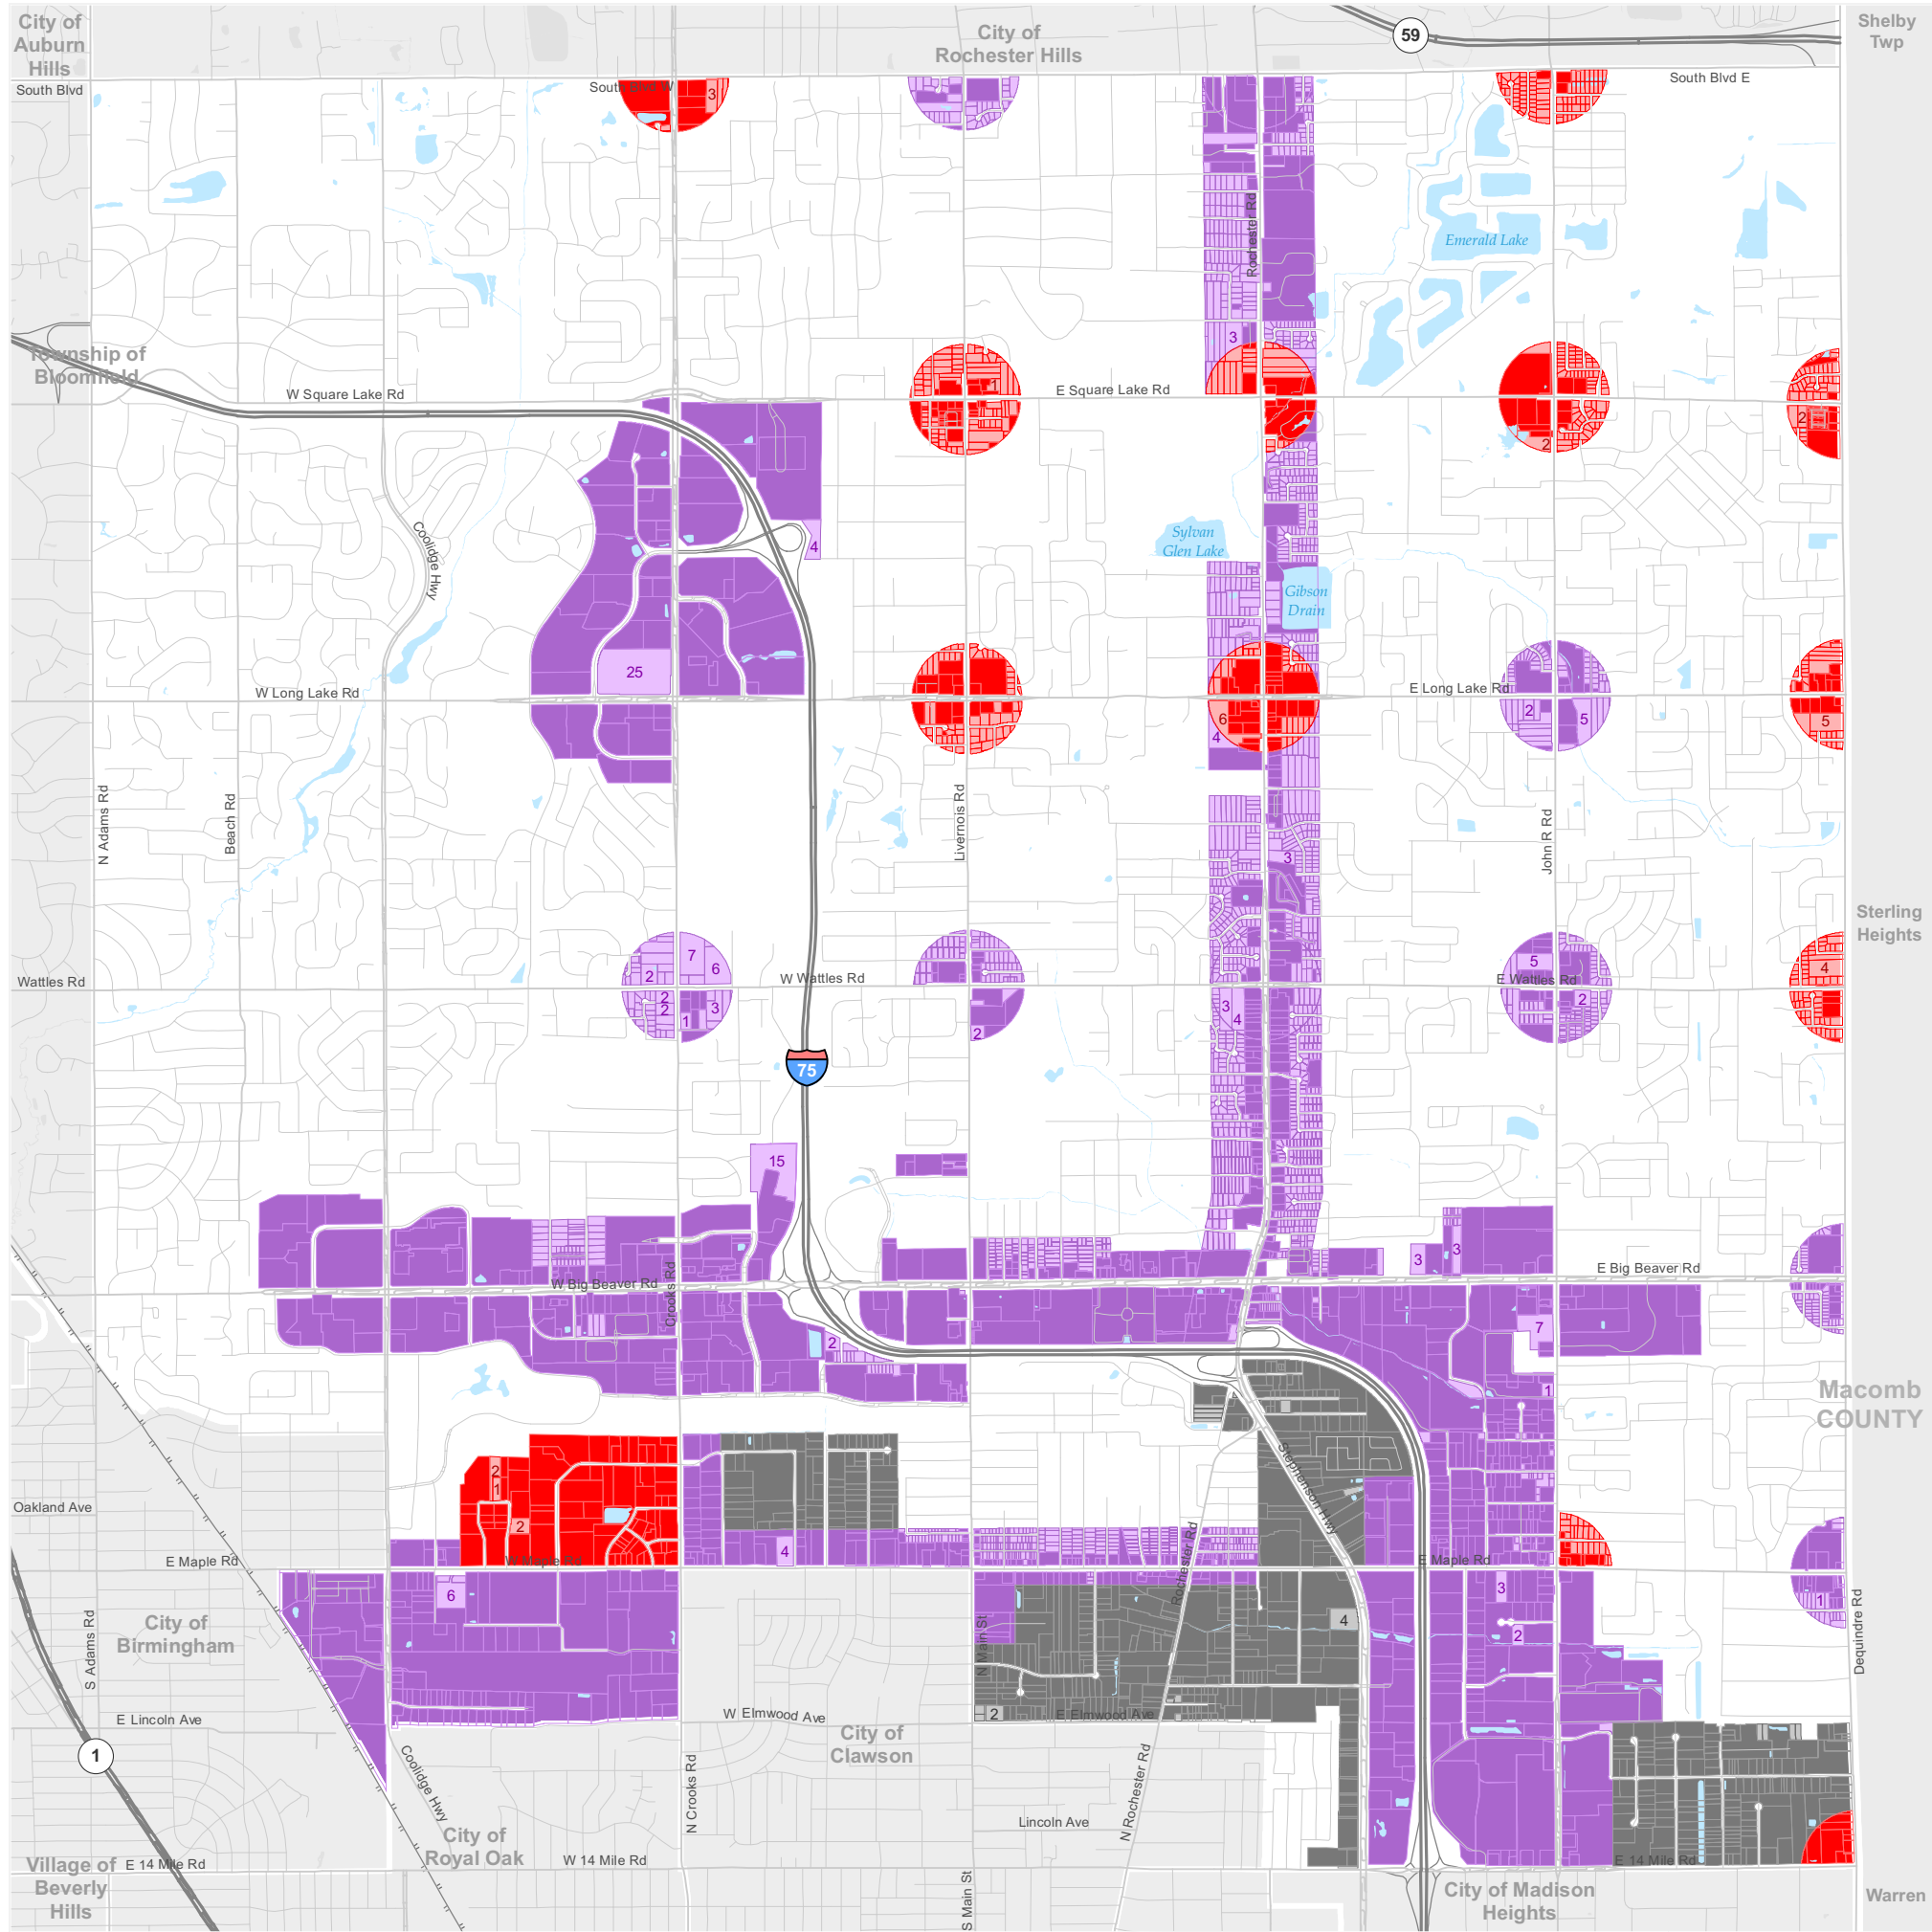 City of
Auburn
Hills
City of
Rochester Hills
59
Shelby
Twp
South Blvd
South Blvd W
3
South Blvd E
Rochester Rd
Emerald Lake
3
Township of
Bloomfield
W Square Lake Rd
1
E Square Lake Rd
2
2
Coolidge Hwy
4
Sylvan
Glen Lake
Gibson
Drain
25
W Long Lake Rd
E Long Lake Rd
6
4
2
5
5
N Adams Rd
Beach Rd
Livernois Rd
John R Rd
3
Sterling
Heights
7
6
2
Wattles Rd
W Wattles Rd
5
E Wattles Rd
4
2
2
1
3
2
3
4
2
75
15
3
3
W Big Beaver Rd
Crooks Rd
E Big Beaver Rd
2
7
1
Macomb
COUNTY
Stephenson Hwy
2
1
2
Oakland Ave
E Maple Rd
W Maple Rd
4
Rochester Rd
E Maple Rd
6
3
4
2
1
City of
Birmingham
S Adams Rd
N Main St
Dequindre Rd
E Lincoln Ave
W Elmwood Ave
2
E Elmwood Ave
City of
Clawson
1
Coolidge Hwy
N Crooks Rd
N Rochester Rd
Lincoln Ave
City of
Royal Oak
Village of
Beverly
Hills
E 14 Mile Rd
W 14 Mile Rd
E 14 Mile Rd
S Main St
City of Madison
Heights
Warren